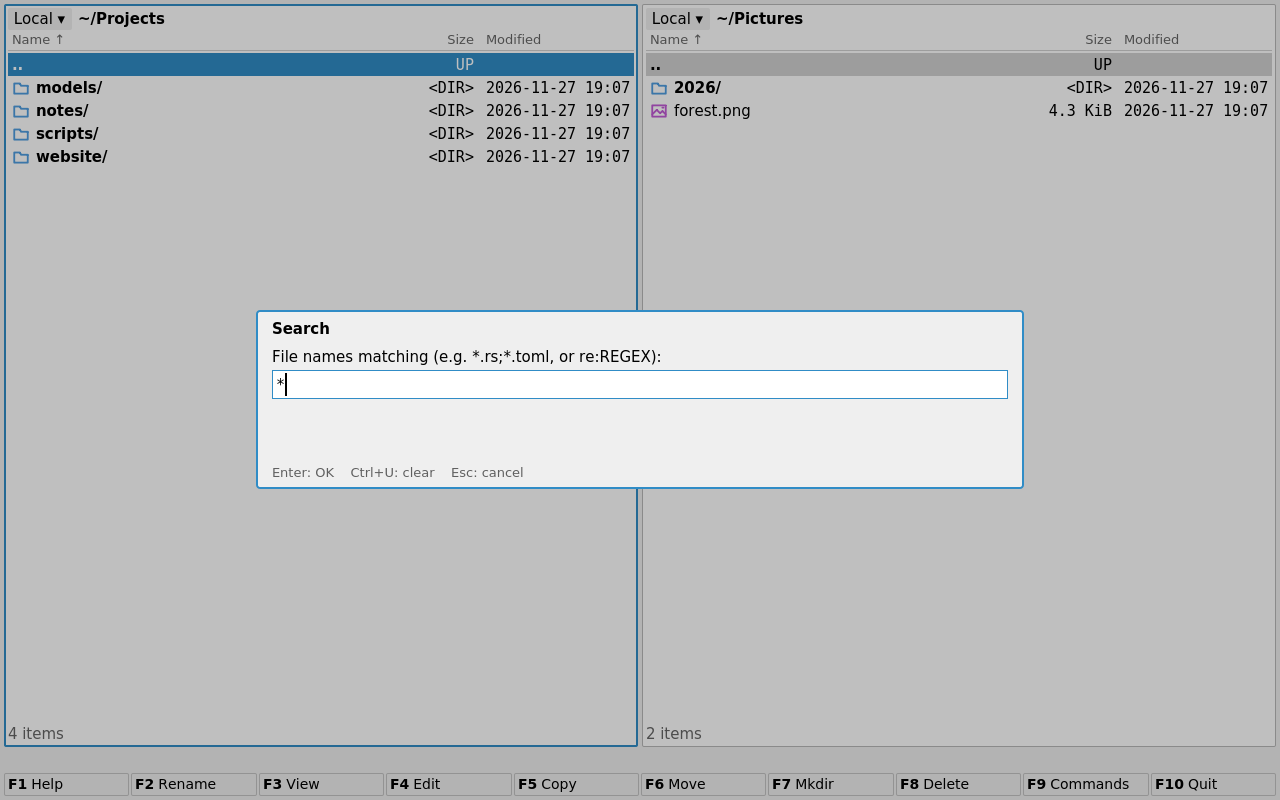 Local ▾ ~/Projects
Name ↑ Size Modified
.. UP
models/ <DIR> 2026-11-27 19:07
notes/ <DIR> 2026-11-27 19:07
scripts/ <DIR> 2026-11-27 19:07
website/ <DIR> 2026-11-27 19:07
4 items
Local ▾ ~/Pictures
Name ↑ Size Modified
.. UP
2026/ <DIR> 2026-11-27 19:07
forest.png 4.3 KiB 2026-11-27 19:07
2 items
Search
File names matching (e.g. *.rs;*.toml, or re:REGEX):
*
Enter: OK Ctrl+U: clear Esc: cancel
F1 Help F2 Rename F3 View F4 Edit F5 Copy F6 Move F7 Mkdir F8 Delete F9 Commands F10 Quit